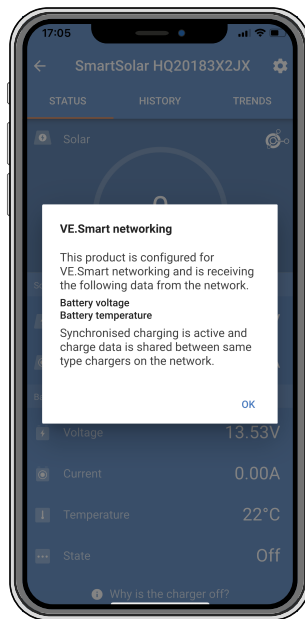 17:05
SmartSolar HQ20183X2JX
STATUS HISTORY TRENDS
Solar
VE.Smart networking
This product is configured for
VE.Smart networking and is receiving
the following data from the network.
Battery voltage
Battery temperature
Synchronised charging is active and
charge data is shared between same
type chargers on the network.
OK
Voltage 13.53V
Current 0.00A
Temperature 22°C
State Off
Why is the charger off?